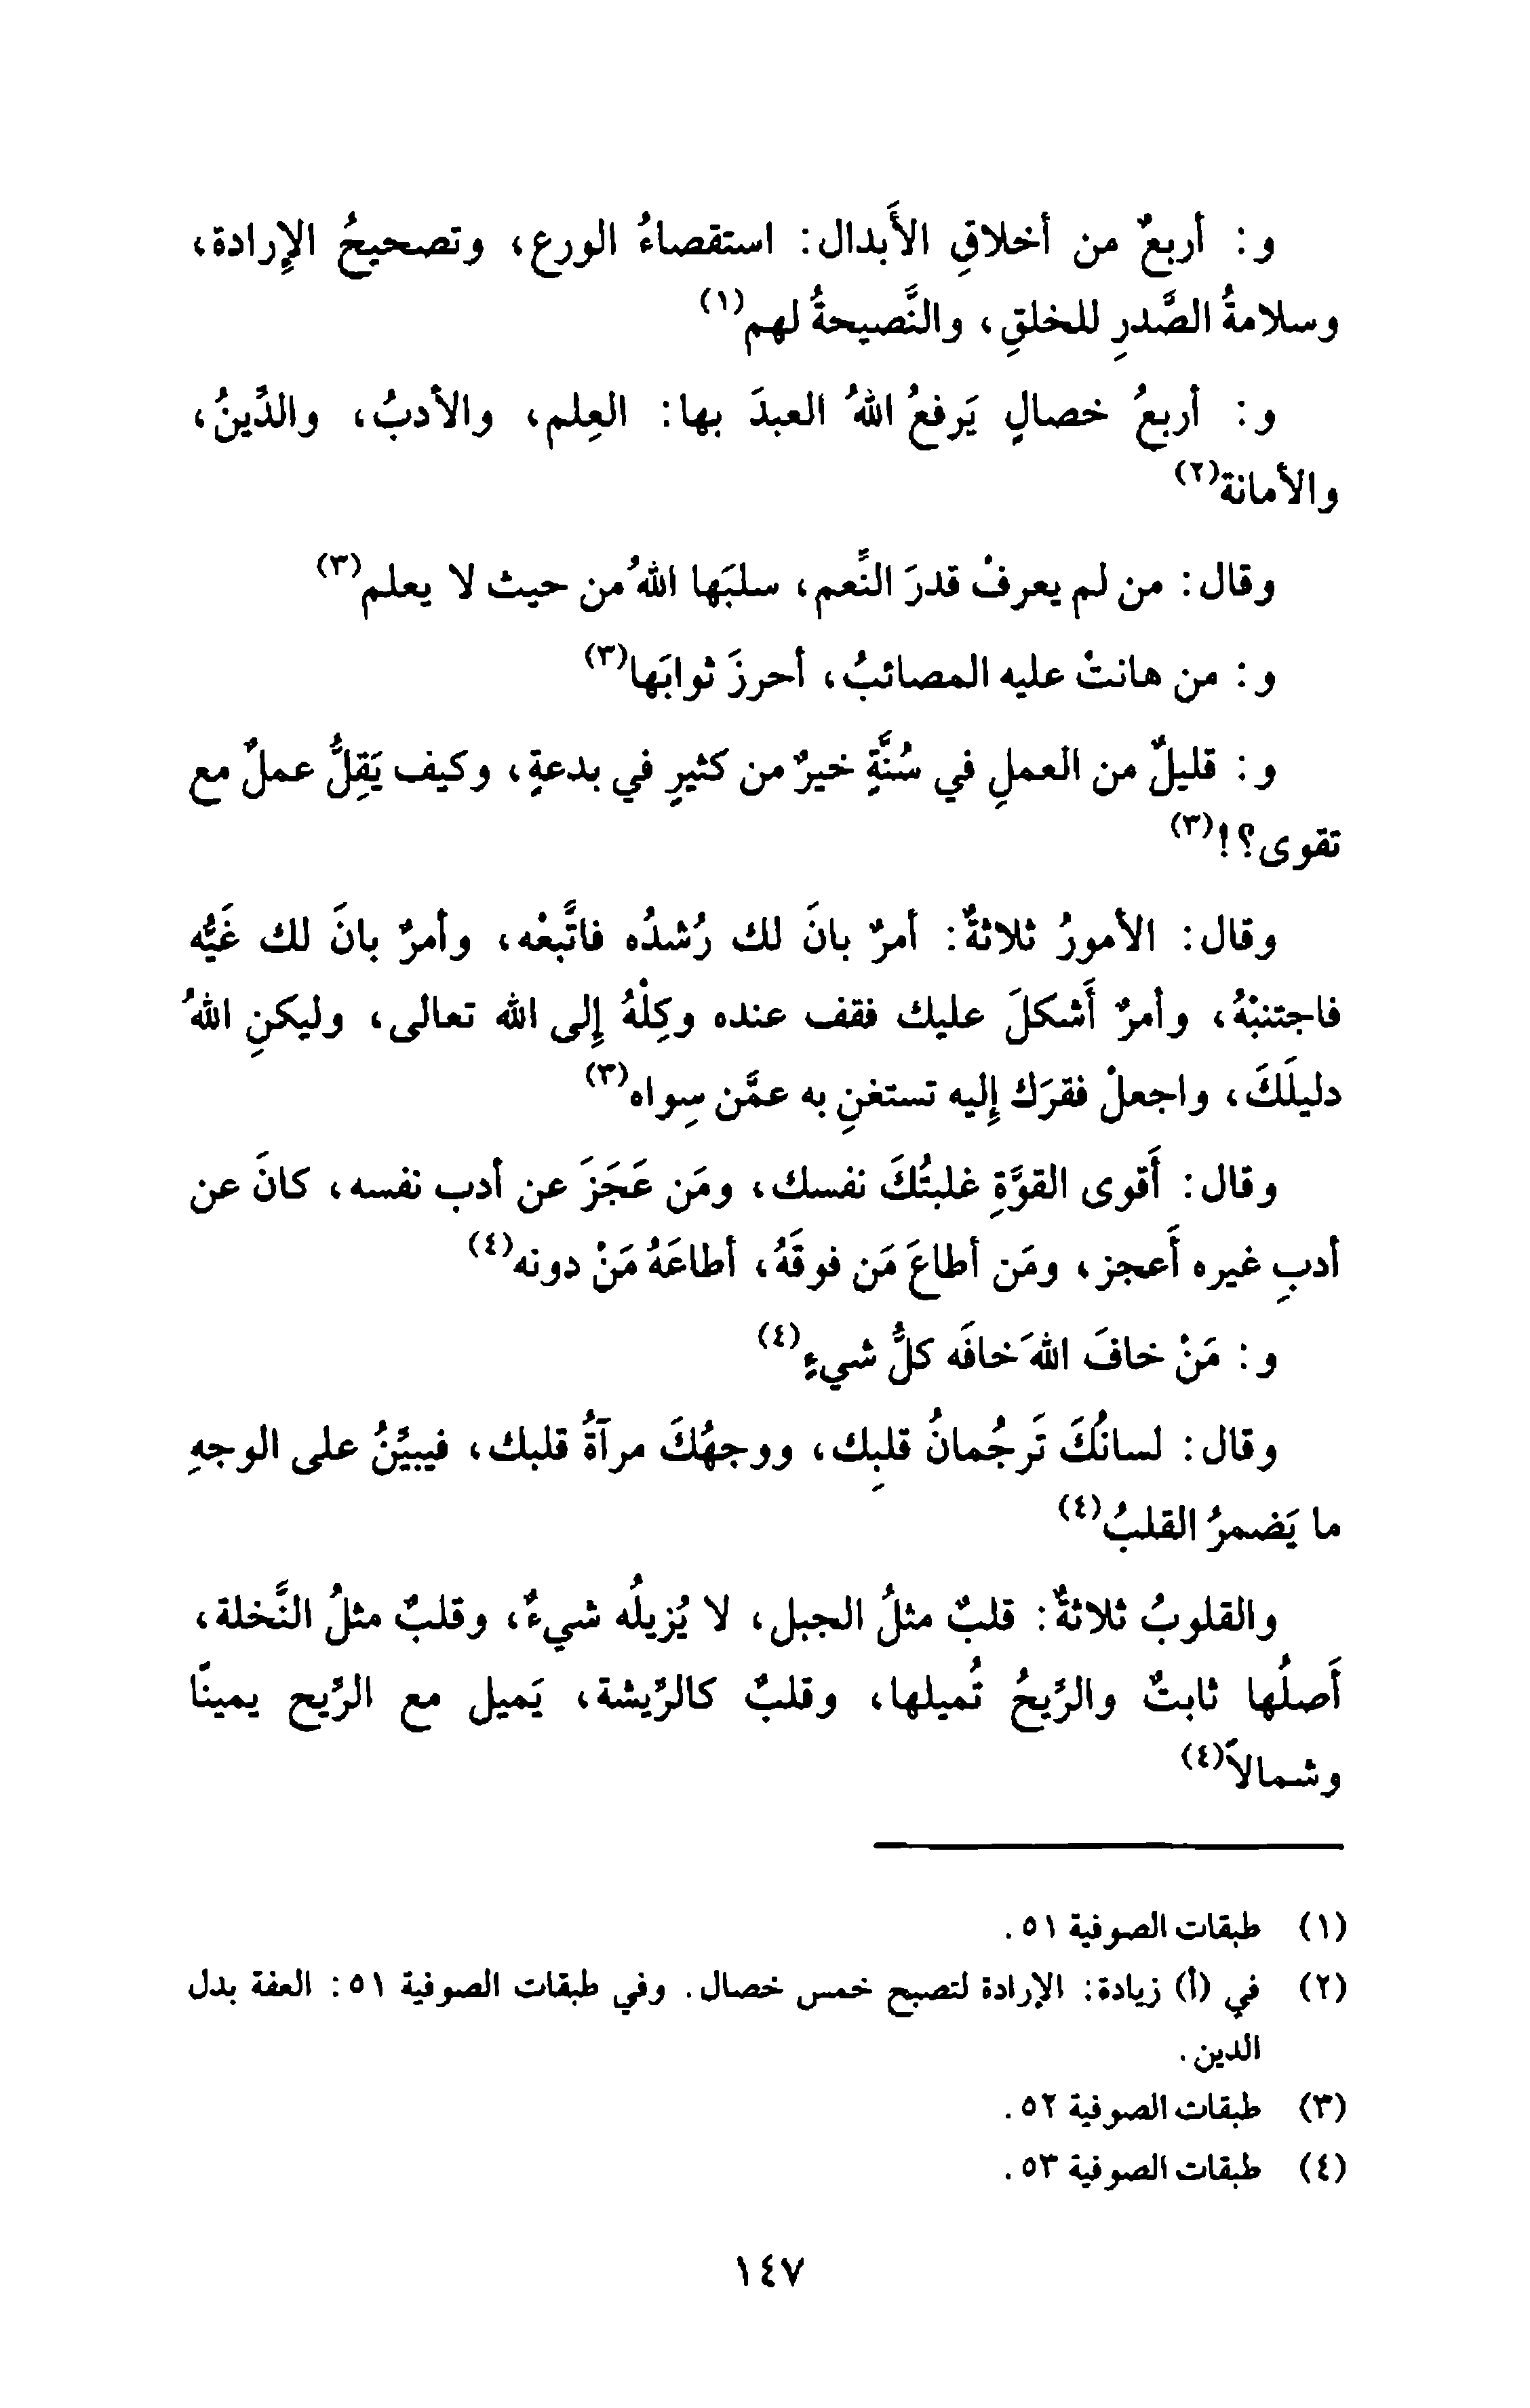 و : أربعٌ من أخلاقِ الأَبدال : استقصاءُ الورع، وتصحيحُ الإِرادة،
وسلامةُ الصَّدرِ للخلقِ، والنَّصيحةُ لهم(١)
و : أربعُ خصالٍ يَرفعُ اللهُ العبدَ بها : العِلم، والأدبُ، والدِّينُ،
والأمانة(٢)
وقال : من لم يعرفْ قدرَ النِّعم، سلبَها اللهُ من حيث لا يعلم(٣)
و : من هانتْ عليه المصائبُ، أحرزَ ثوابَها(٣)
و : قليلٌ من العملِ في سُنَّةٍ خيرٌ من كثيرٍ في بدعةٍ، وكيف يَقِلُّ عملٌ مع
تقوى؟!(٣)
وقال : الأمورُ ثلاثةٌ : أمرٌ بانَ لك رُشدُه فاتَّبعْه، وأمرٌ بانَ لك غَيُّه
فاجتنبْهُ، وأمرٌ أَشكلَ عليك فقف عنده وكِلْهُ إِلى الله تعالى، وليكنِ اللهُ
دليلَكَ، واجعلْ فقرَك إِليه تستغنِ به عمَّن سِواه(٣)
وقال : أَقوى القوَّةِ غلبتُكَ نفسك، ومَن عَجَزَ عن أدب نفسه، كانَ عن
أدبِ غيره أَعجز، ومَن أطاعَ مَن فوقَهُ، أطاعَهُ مَنْ دونه(٤)
و : مَنْ خافَ اللهَ خافَه كلُّ شيءٍ(٤)
وقال : لسانُكَ تَرجُمانُ قلبِك، ووجهُكَ مرآةُ قلبك، فيبيَّنُ على الوجهِ
ما يَضمرُ القلبُ(٤)
والقلوبُ ثلاثةٌ : قلبٌ مثلُ الجبل، لا يُزيلُه شيءٌ، وقلبٌ مثلُ النَّخلة،
أَصلُها ثابتٌ والرِّيحُ تُميلها، وقلبٌ كالرِّيشة، يَميل مع الرِّيح يمينًا
وشمالاً(٤)
(١) طبقات الصوفية ٥١.
(٢) في (أ) زيادة : الإرادة لتصبح خمس خصال. وفي طبقات الصوفية ٥١ : العفة بدل
الدين.
(٣) طبقات الصوفية ٥٢.
(٤) طبقات الصوفية ٥٣.
١٤٧